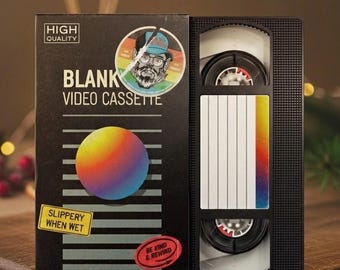 HIGH
QUALITY
BLANK
VIDEO CASSETTE
SLIPPERY
WHEN WET
BE KIND
& REWIND